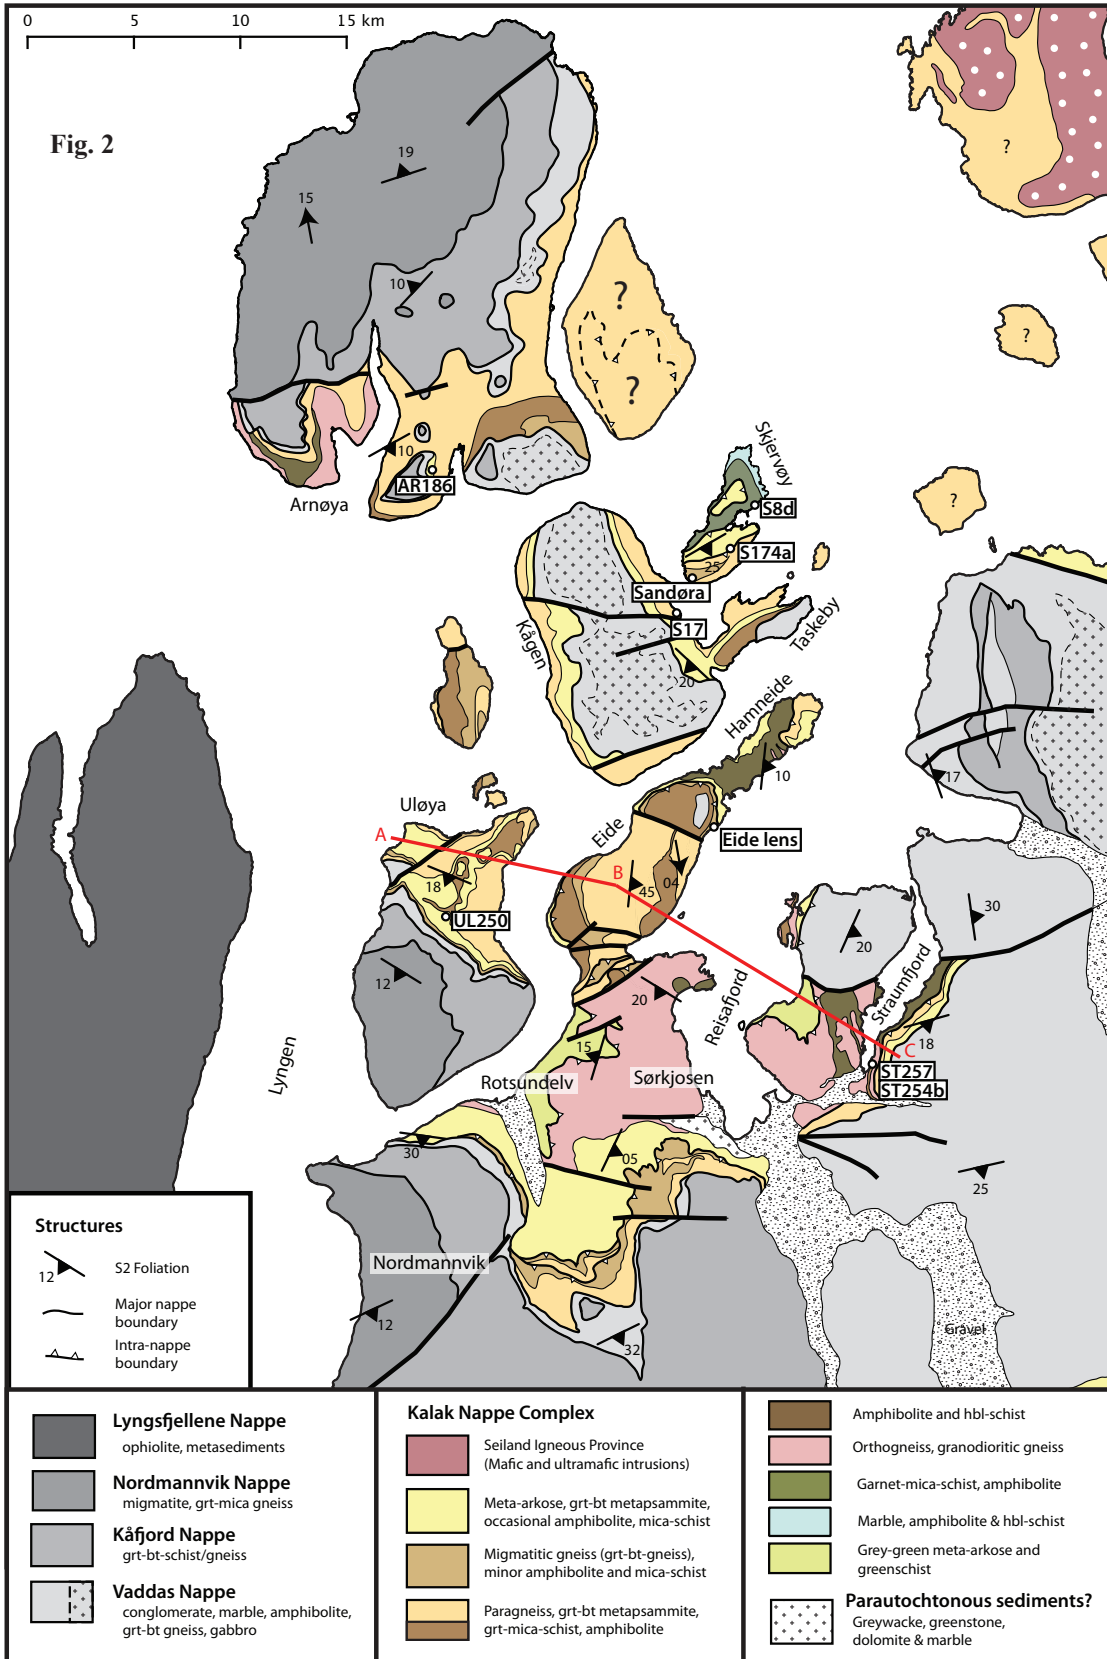 0 5 10 15 km
Fig. 2
19
15
?
10
?
?
?
10
AR186
Arnøya
Skjervøy
?
S8d
S174a
25
Sandøra
S17
Kågen
Taskeby
20
Hamneide
10
17
Uløya
A
Eide
Eide lens
B
18
45
04
UL250
30
20
12
20
Reisafjord
Straumfjord
Lyngen
15
18
C
Rotsundelv
Sørkjosen
ST257
ST254b
30
05
25
Nordmannvik
12
32
Gravel
Structures
12
S2 Foliation
Major nappe
boundary
Intra-nappe
boundary
Lyngsfjellene Nappe
ophiolite, metasediments
Nordmannvik Nappe
migmatite, grt-mica gneiss
Kåfjord Nappe
grt-bt-schist/gneiss
Vaddas Nappe
conglomerate, marble, amphibolite,
grt-bt gneiss, gabbro
Kalak Nappe Complex
Seiland Igneous Province
(Mafic and ultramafic intrusions)
Meta-arkose, grt-bt metapsammite,
occasional amphibolite, mica-schist
Migmatitic gneiss (grt-bt-gneiss),
minor amphibolite and mica-schist
Paragneiss, grt-bt metapsammite,
grt-mica-schist, amphibolite
Amphibolite and hbl-schist
Orthogneiss, granodioritic gneiss
Garnet-mica-schist, amphibolite
Marble, amphibolite & hbl-schist
Grey-green meta-arkose and
greenschist
Parautochtonous sediments?
Greywacke, greenstone,
dolomite & marble